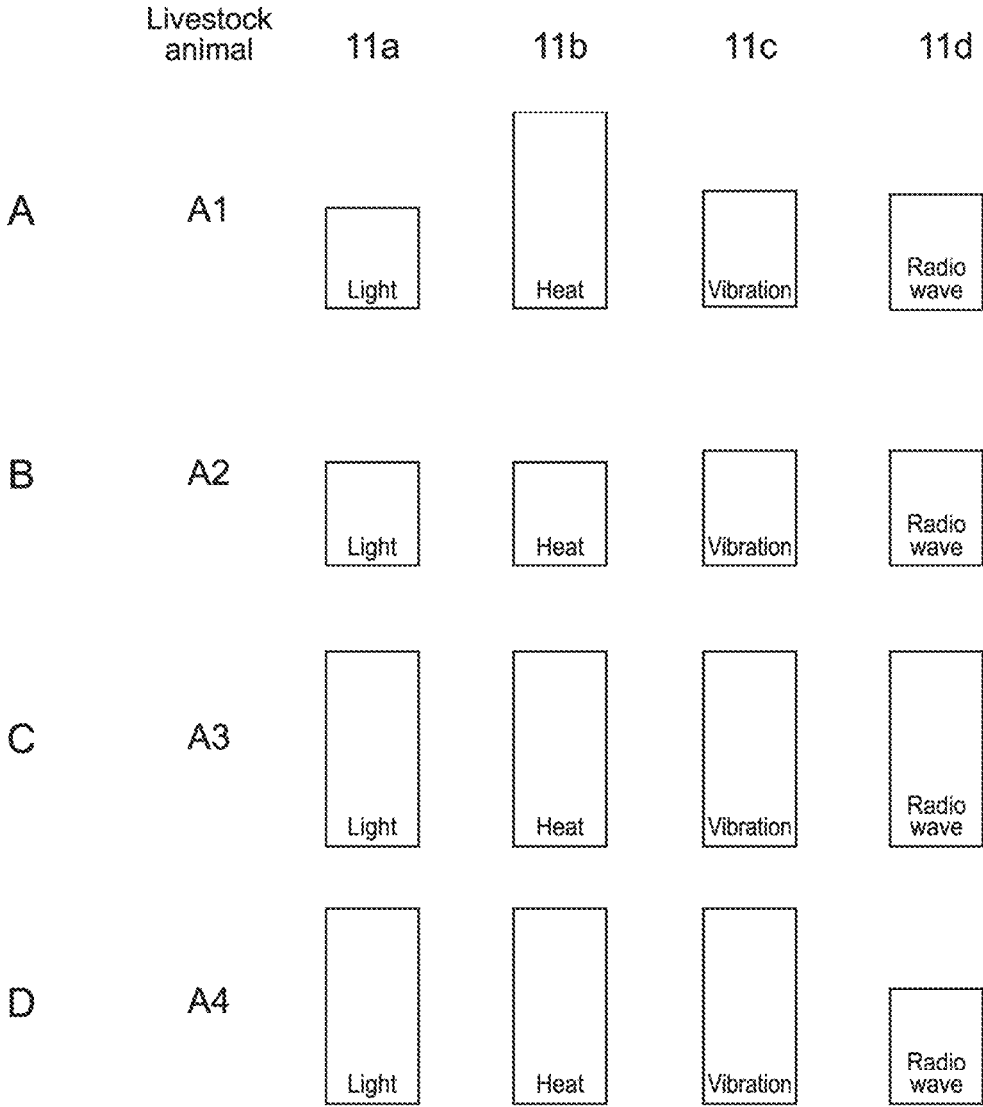 Livestock
animal 11a 11b 11c 11d
A A1
Light Heat Vibration Radio
wave
B A2
Light Heat Vibration Radio
wave
C A3
Light Heat Vibration Radio
wave
D A4
Light Heat Vibration Radio
wave